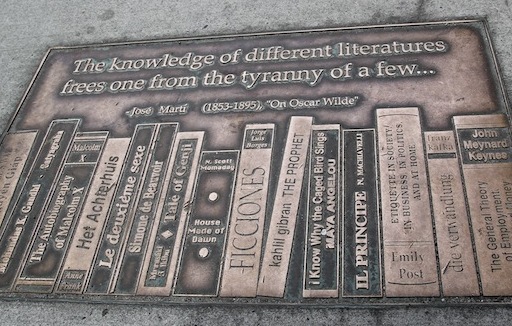 The knowledge of different literatures
frees one from the tyranny of a few...
-José Martí (1853-1895), "On Oscar Wilde"
Mohandas K. Gandhi
Satyagraha
Malcolm
X
The Autobiography
of Malcolm X
Het Achterhuis
Anne
Frank
Le deuxième sexe
Simone de Beauvoir
Tale of Genji
N. Scott
Momaday
House
Made of
Dawn
Jorge
Luis
Borges
FICCIONES
kahlil gibran THE PROPHET
I Know Why the Caged Bird Sings
MAYA ANGELOU
IL PRINCIPE N. MACHIAVELLI
ETIQUETTE IN SOCIETY,
IN BUSINESS, IN POLITICS,
AND AT HOME
Emily
Post
franz
kafka
die verwandlung
John
Meynard
Keynes
The General Theory
of Employment,